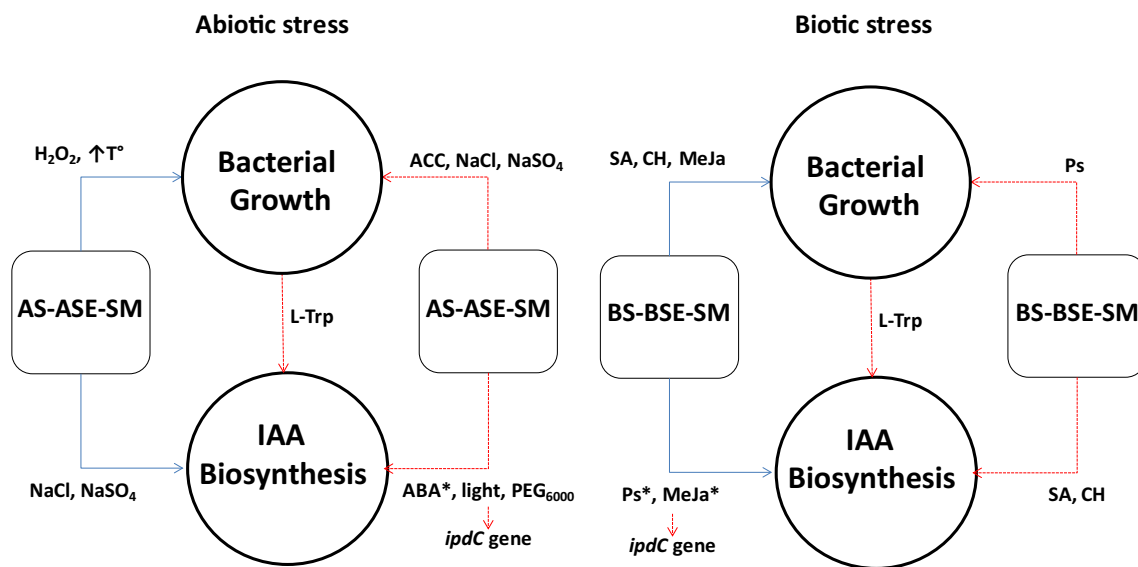 Abiotic stress
H₂O₂, ↑T°
Bacterial
Growth
ACC, NaCl, NaSO₄
AS-ASE-SM
L-Trp
AS-ASE-SM
IAA
Biosynthesis
NaCl, NaSO₄
ABA*, light, PEG₆₀₀₀
ipdC gene
Biotic stress
SA, CH, MeJa
Bacterial
Growth
Ps
BS-BSE-SM
L-Trp
BS-BSE-SM
IAA
Biosynthesis
Ps*, MeJa*
ipdC gene
SA, CH